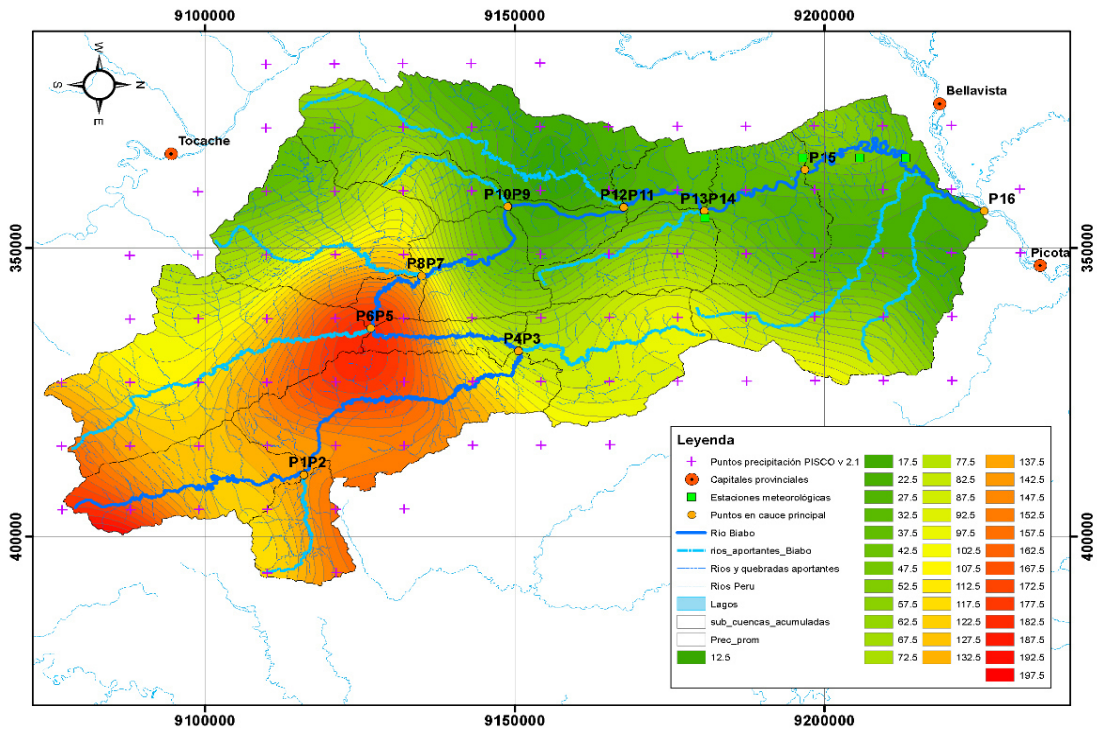 9100000 9150000 9200000
W
S N
E
Bellavista
Tocache
P15
P10P9 P12P11 P13P14 P16
350000 Picota 350000
P8P7
P6P5
P4P3
P1P2
400000 400000
Leyenda
Puntos precipitación PISCO v 2.1
Capitales provinciales
Estaciones meteorológicas
Puntos en cauce principal
Rio Biabo
rios_aportantes_Biabo
Rios y quebradas aportantes
Rios Peru
Lagos
sub_cuencas_acumuladas
Prec_prom
12.5
17.5
22.5
27.5
32.5
37.5
42.5
47.5
52.5
57.5
62.5
67.5
72.5
77.5
82.5
87.5
92.5
97.5
102.5
107.5
112.5
117.5
122.5
127.5
132.5
137.5
142.5
147.5
152.5
157.5
162.5
167.5
172.5
177.5
182.5
187.5
192.5
197.5
9100000 9150000 9200000